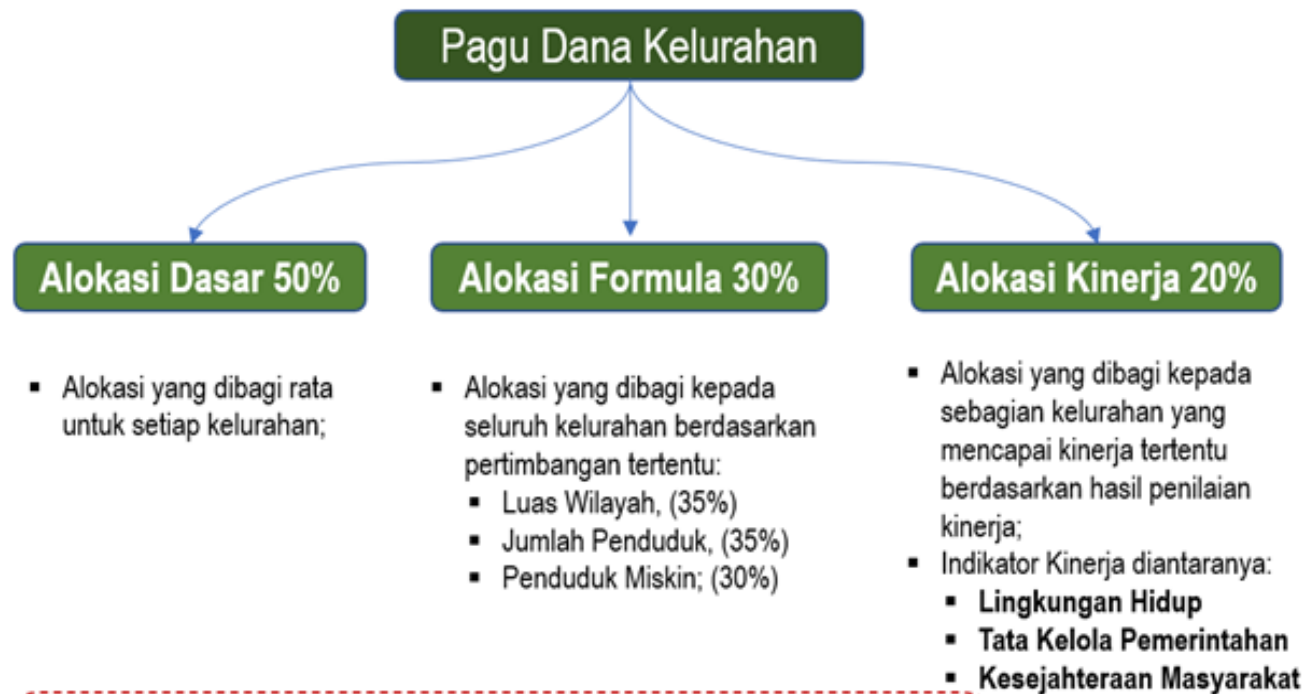 Pagu Dana Kelurahan
Alokasi Dasar 50%
▪ Alokasi yang dibagi rata
untuk setiap kelurahan;
Alokasi Formula 30%
▪ Alokasi yang dibagi kepada
seluruh kelurahan berdasarkan
pertimbangan tertentu:
▪ Luas Wilayah, (35%)
▪ Jumlah Penduduk, (35%)
▪ Penduduk Miskin; (30%)
Alokasi Kinerja 20%
▪ Alokasi yang dibagi kepada
sebagian kelurahan yang
mencapai kinerja tertentu
berdasarkan hasil penilaian
kinerja;
▪ Indikator Kinerja diantaranya:
▪ Lingkungan Hidup
▪ Tata Kelola Pemerintahan
▪ Kesejahteraan Masyarakat